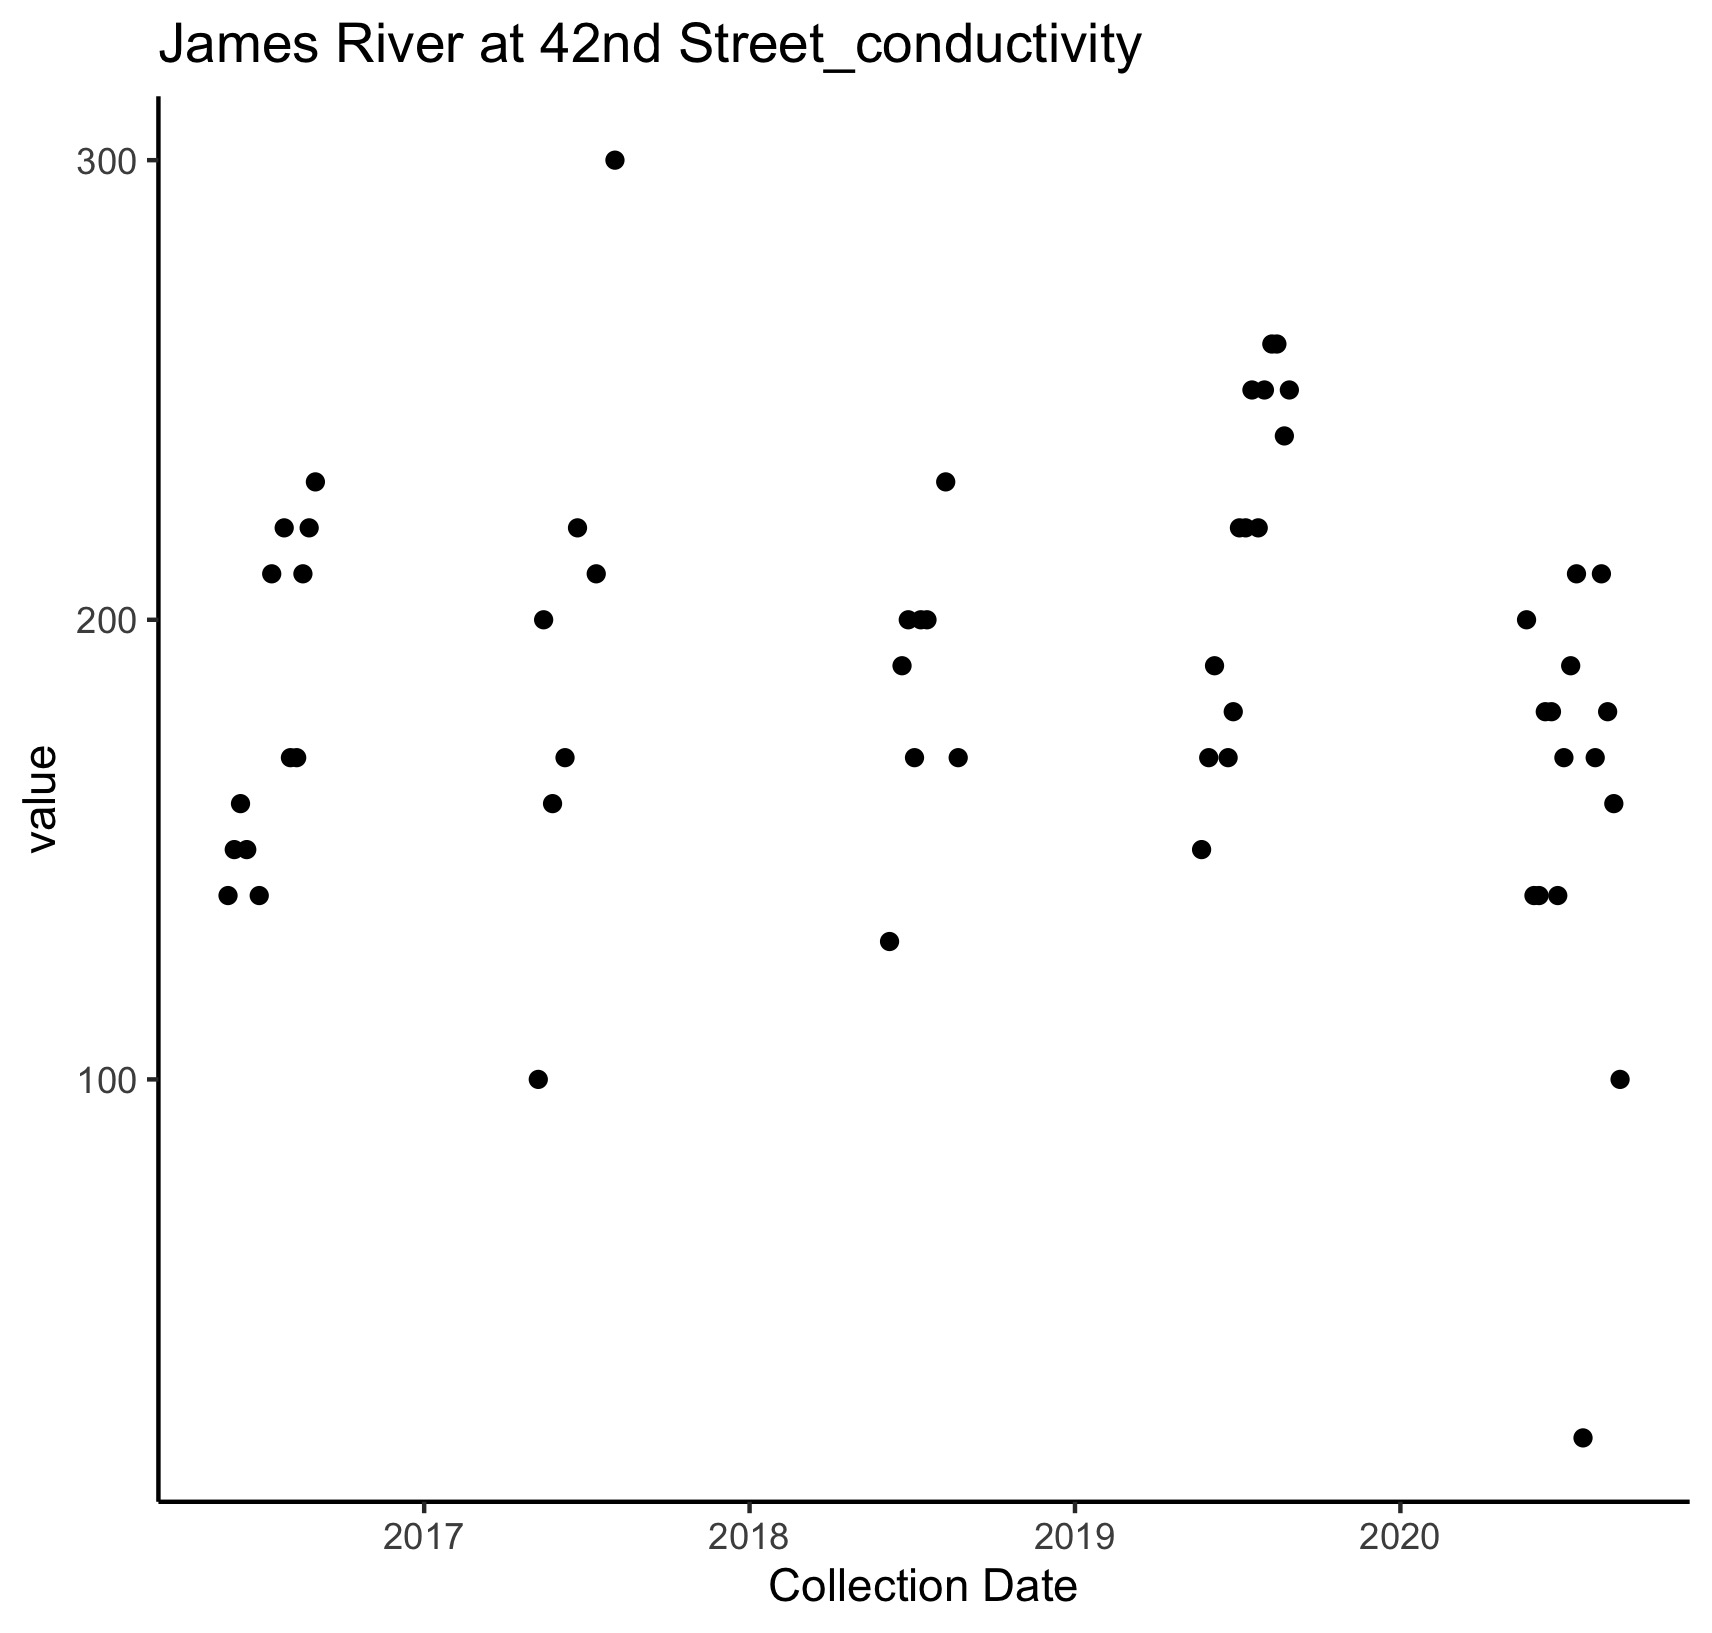 James River at 42nd Street_conductivity
300
200
100
value
2017 2018 2019 2020
Collection Date